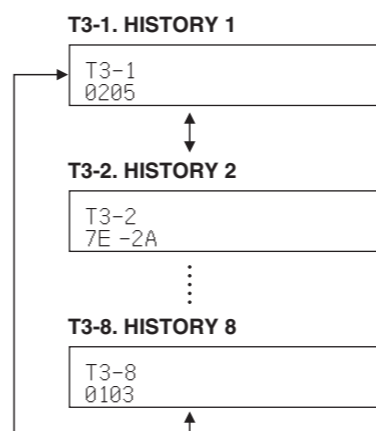 T3-1. HISTORY 1
T3-1
0205
T3-2. HISTORY 2
T3-2
7E -2A
T3-8. HISTORY 8
T3-8
0103